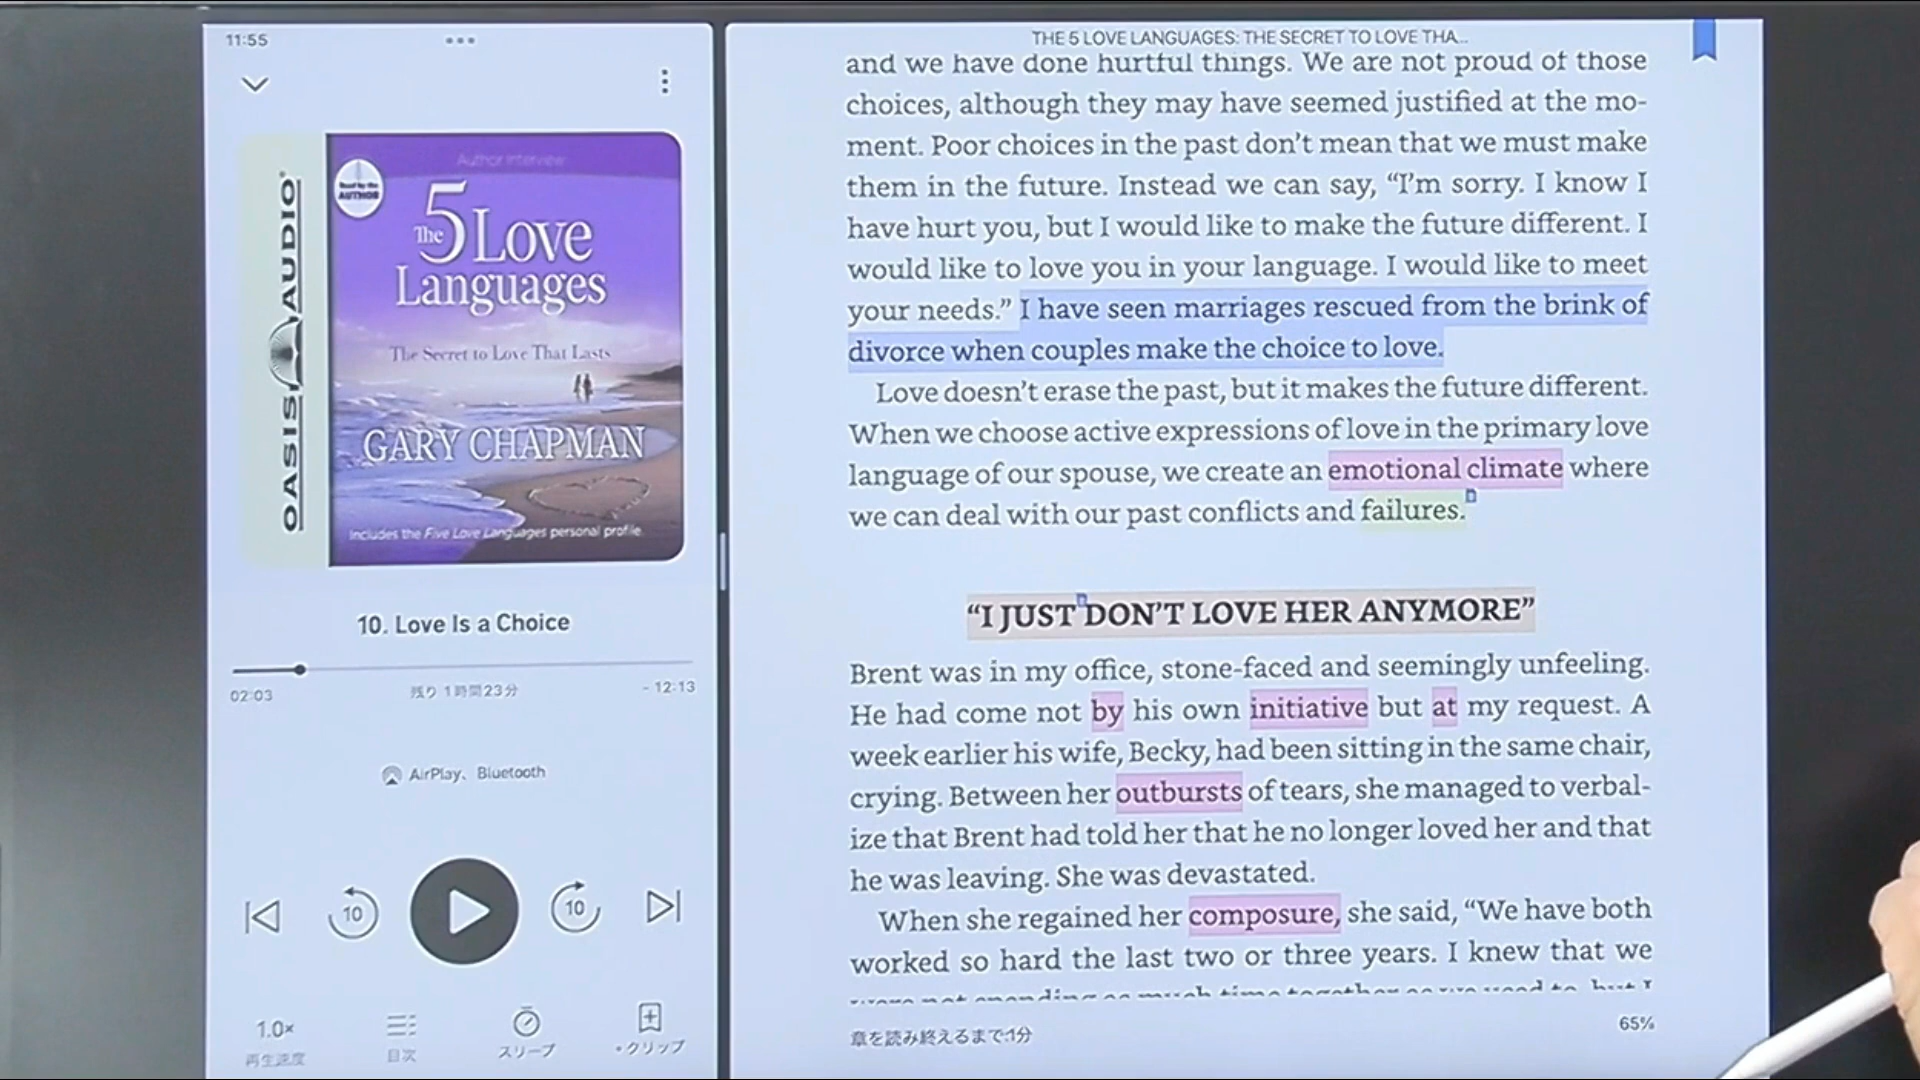 11:55
Author Interview
Read by the
AUTHOR
The 5 Love
Languages
The Secret to Love That Lasts
GARY CHAPMAN
Includes the Five Love Languages personal profile
OASIS AUDIO
10. Love Is a Choice
02:03
残り 1時間23分
- 12:13
AirPlay、Bluetooth
10
10
1.0×
再生速度
目次
スリープ
+クリップ
THE 5 LOVE LANGUAGES: THE SECRET TO LOVE THA...
and we have done hurtful things. We are not proud of those
choices, although they may have seemed justified at the mo-
ment. Poor choices in the past don’t mean that we must make
them in the future. Instead we can say, “I’m sorry. I know I
have hurt you, but I would like to make the future different. I
would like to love you in your language. I would like to meet
your needs.” I have seen marriages rescued from the brink of
divorce when couples make the choice to love.
Love doesn’t erase the past, but it makes the future different.
When we choose active expressions of love in the primary love
language of our spouse, we create an emotional climate where
we can deal with our past conflicts and failures.
“I JUST DON’T LOVE HER ANYMORE”
Brent was in my office, stone-faced and seemingly unfeeling.
He had come not by his own initiative but at my request. A
week earlier his wife, Becky, had been sitting in the same chair,
crying. Between her outbursts of tears, she managed to verbal-
ize that Brent had told her that he no longer loved her and that
he was leaving. She was devastated.
When she regained her composure, she said, “We have both
worked so hard the last two or three years. I knew that we
章を読み終えるまで:1分
65%